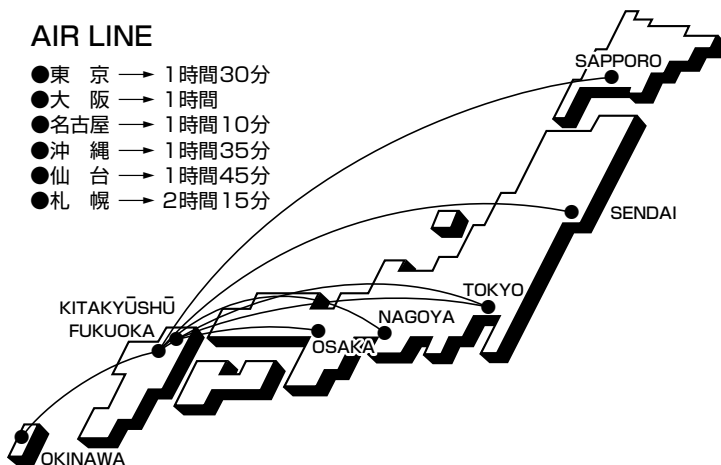 AIR LINE
●東 京 → 1時間30分
●大 阪 → 1時間
●名古屋 → 1時間10分
●沖 縄 → 1時間35分
●仙 台 → 1時間45分
●札 幌 → 2時間15分
SAPPORO
SENDAI
TOKYO
NAGOYA
OSAKA
KITAKYŪSHŪ
FUKUOKA
OKINAWA